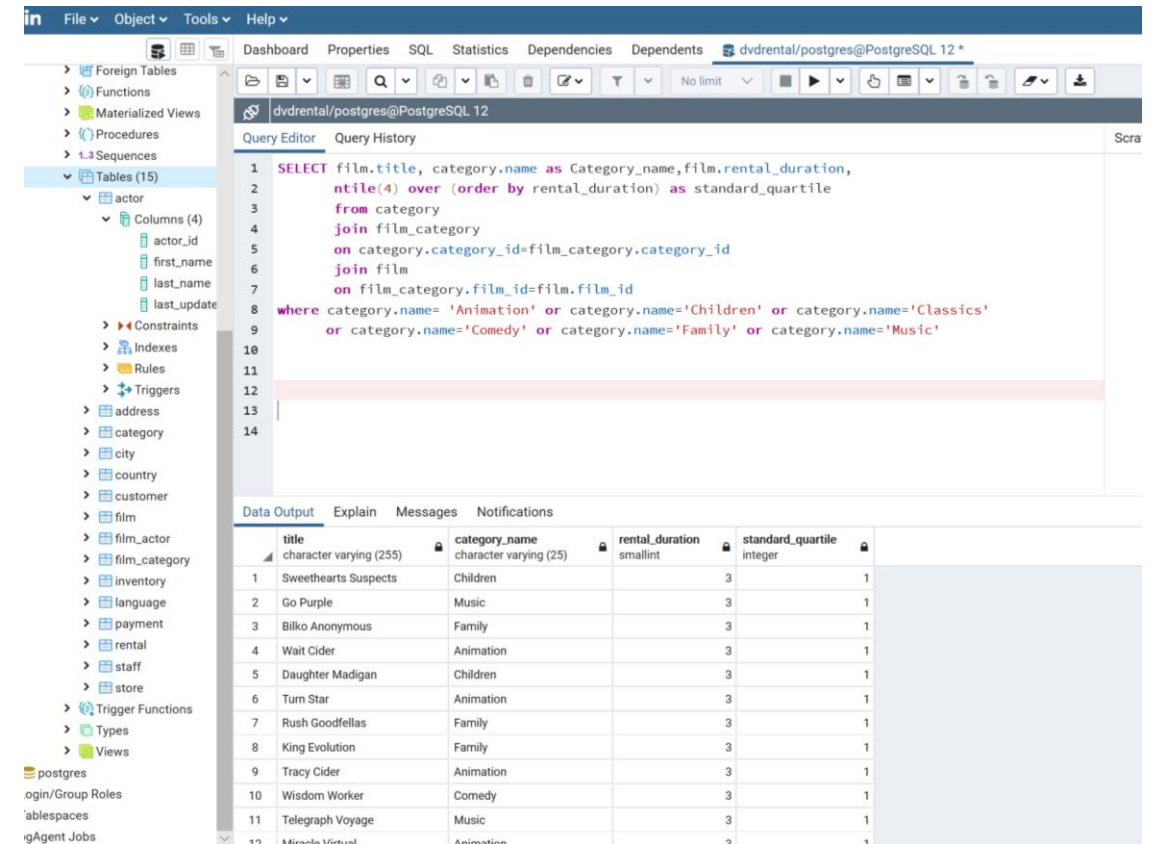 in File Object Tools Help
Dashboard Properties SQL Statistics Dependencies Dependents dvdrental/postgres@PostgreSQL 12 *
No limit
dvdrental/postgres@PostgreSQL 12
Query Editor Query History Scra
Foreign Tables
Functions
Materialized Views
Procedures
1..3 Sequences
Tables (15)
actor
Columns (4)
actor_id
first_name
last_name
last_update
Constraints
Indexes
Rules
Triggers
address
category
city
country
customer
film
film_actor
film_category
inventory
language
payment
rental
staff
store
Trigger Functions
Types
Views
postgres
ogin/Group Roles
ablespaces
gAgent Jobs
1 SELECT film.title, category.name as Category_name,film.rental_duration,
2 ntile(4) over (order by rental_duration) as standard_quartile
3 from category
4 join film_category
5 on category.category_id=film_category.category_id
6 join film
7 on film_category.film_id=film.film_id
8 where category.name= 'Animation' or category.name='Children' or category.name='Classics'
9 or category.name='Comedy' or category.name='Family' or category.name='Music'
10
11
12
13
14
Data Output Explain Messages Notifications
title category_name rental_duration standard_quartile
character varying (255) character varying (25) smallint integer
1 Sweethearts Suspects Children 3 1
2 Go Purple Music 3 1
3 Bilko Anonymous Family 3 1
4 Wait Cider Animation 3 1
5 Daughter Madigan Children 3 1
6 Turn Star Animation 3 1
7 Rush Goodfellas Family 3 1
8 King Evolution Family 3 1
9 Tracy Cider Animation 3 1
10 Wisdom Worker Comedy 3 1
11 Telegraph Voyage Music 3 1
12 Miracle Virtual Animation 3 1